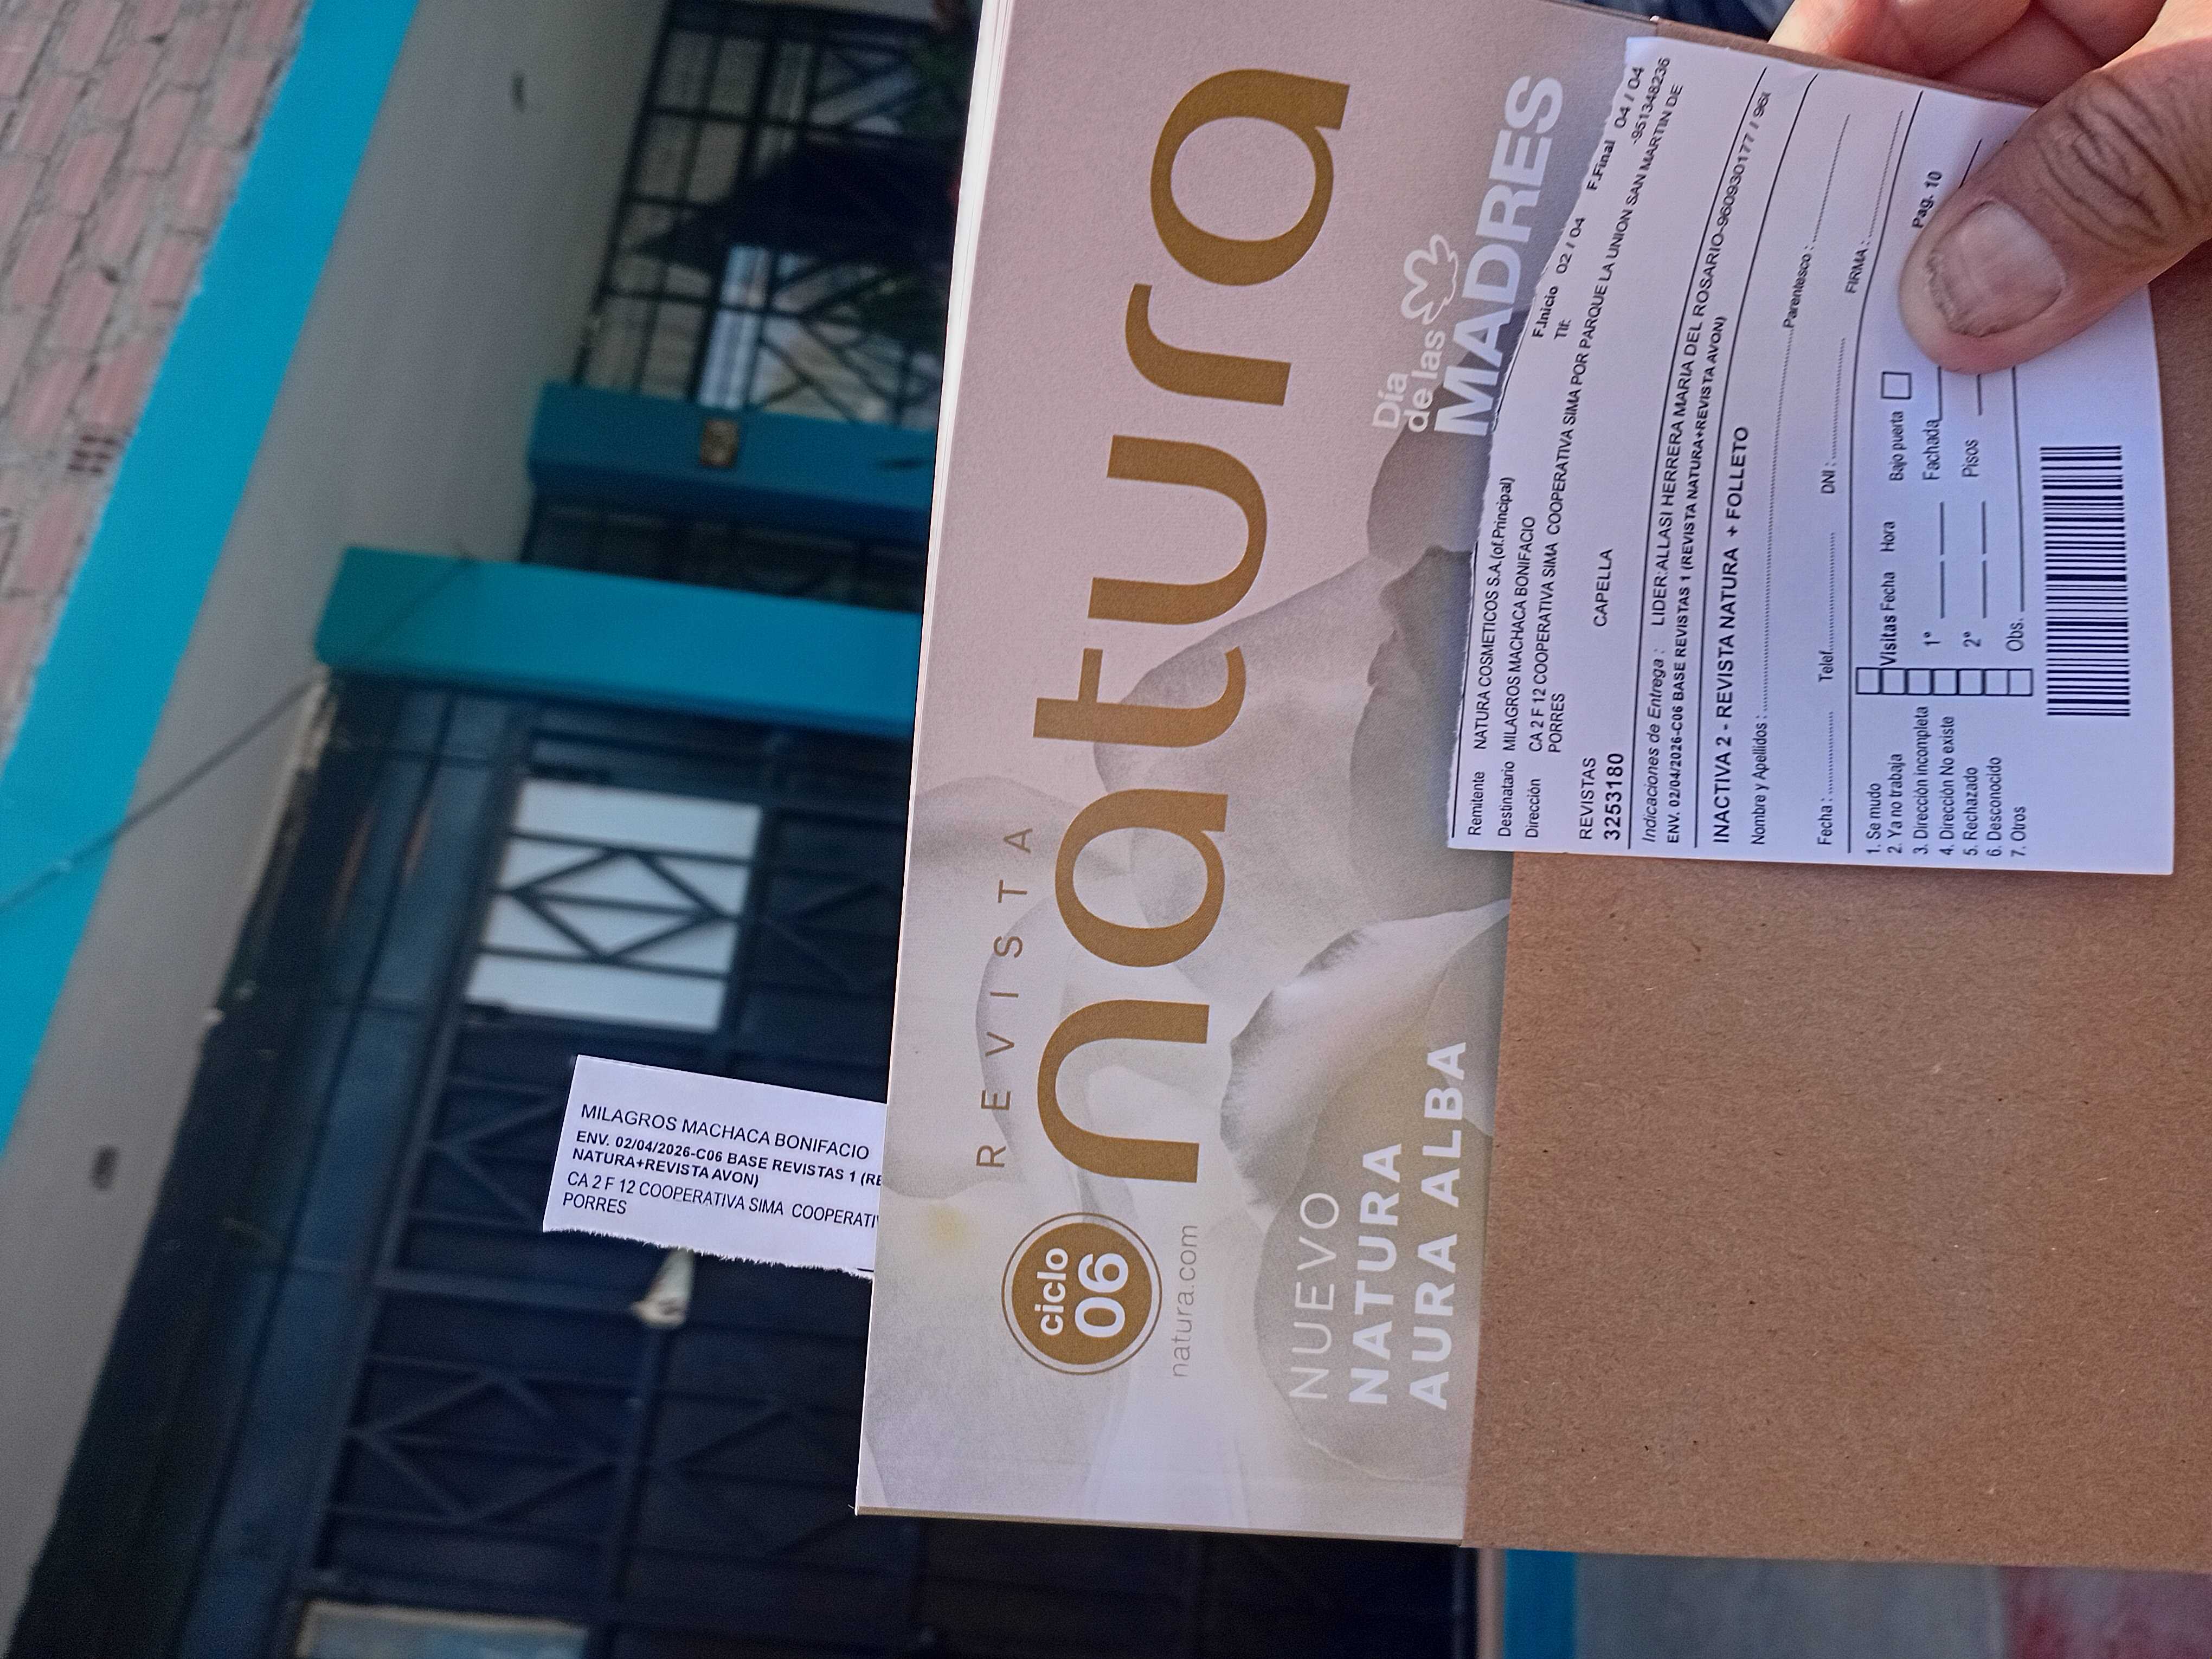 REVISTA
natura
ciclo
06
natura.com
Día
de las
MADRES
NUEVO
NATURA
AURA ALBA
MILAGROS MACHACA BONIFACIO
ENV. 02/04/2026-C06 BASE REVISTAS 1 (RE
NATURA+REVISTA AVON)
CA 2 F 12 COOPERATIVA SIMA COOPERATI
PORRES
F.Inicio 02 / 04 F.Final 04 / 04
Remitente NATURA COSMETICOS S.A.(of.Principal) Tlf: -951348236
Destinatario MILAGROS MACHACA BONIFACIO
Dirección CA 2 F 12 COOPERATIVA SIMA COOPERATIVA SIMA POR PARQUE LA UNION SAN MARTIN DE
PORRES
REVISTAS CAPELLA
3253180
Indicaciones de Entrega : LIDER:ALLASI HERRERA MARIA DEL ROSARIO-960930177 / 96
ENV. 02/04/2026-C06 BASE REVISTAS 1 (REVISTA NATURA+REVISTA AVON)
INACTIVA 2 - REVISTA NATURA + FOLLETO
Nombre y Apellidos : Parentesco :
Fecha : Telef. DNI : FIRMA :
1. Se mudo Visitas Fecha Hora Bajo puerta Pag. 10
2. Ya no trabaja
3. Dirección incompleta 1° Fachada
4. Dirección No existe
5. Rechazado 2° Pisos
6. Desconocido
7. Otros Obs.